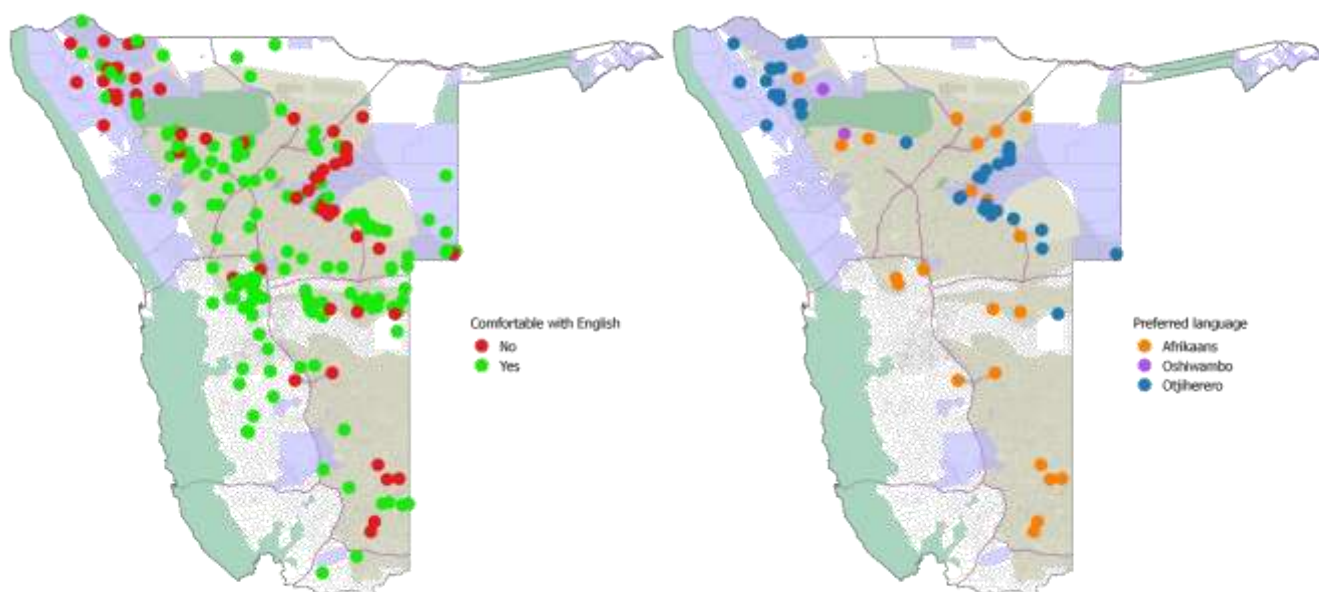 Comfortable with English
No
Yes
Preferred language
Afrikaans
Oshiwambo
Otjiherero